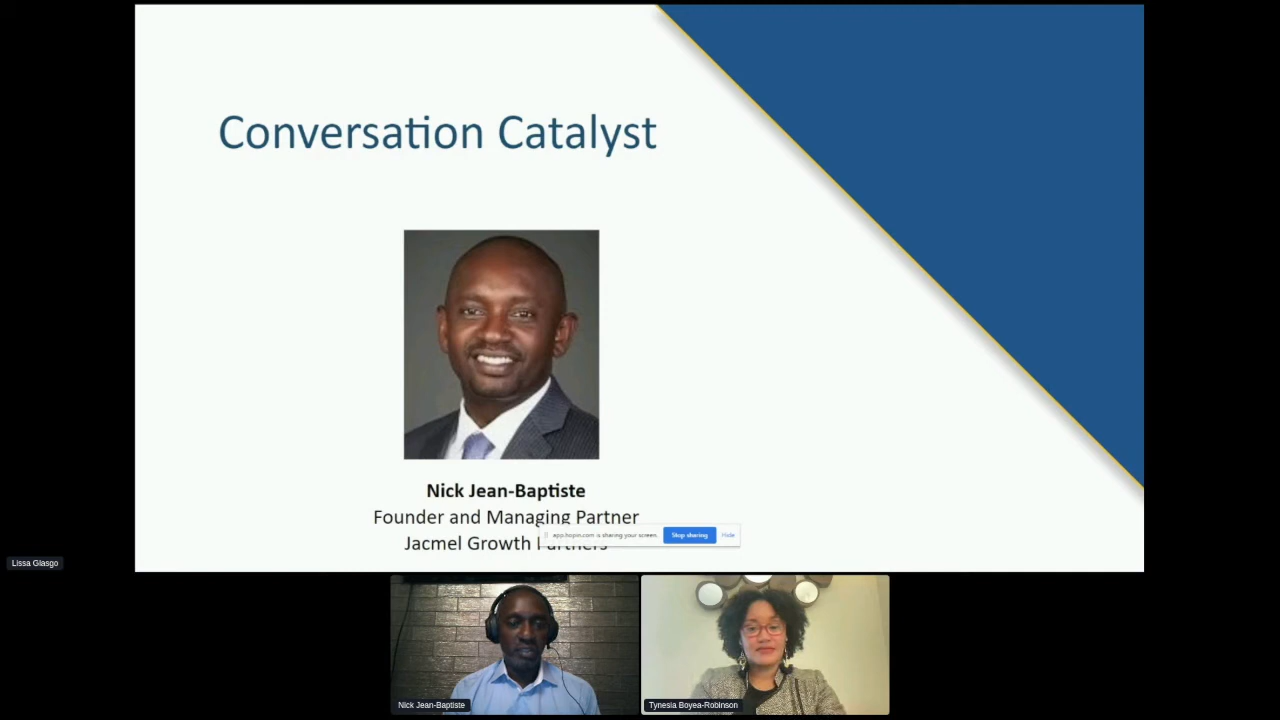 Conversation Catalyst
Nick Jean-Baptiste
Founder and Managing Partner
Jacmel Growth Partners
app.hopin.com is sharing your screen.
Stop sharing
Hide
Lissa Glasgo
Nick Jean-Baptiste
Tynesia Boyea-Robinson